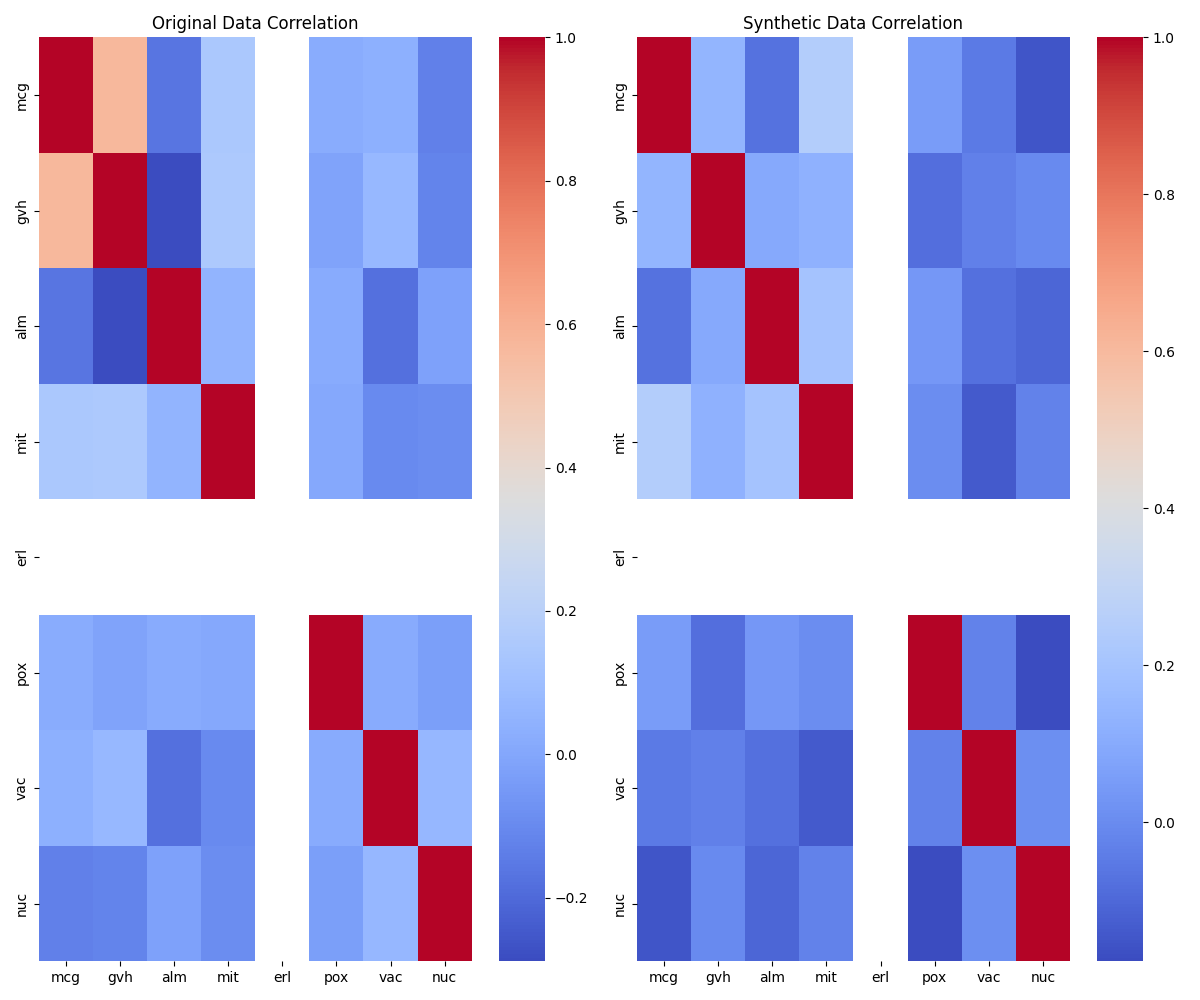 Original Data Correlation
mcg
gvh
alm
mit
erl
pox
vac
nuc
mcg gvh alm mit erl pox vac nuc
1.0
0.8
0.6
0.4
0.2
0.0
−0.2
Synthetic Data Correlation
mcg
gvh
alm
mit
erl
pox
vac
nuc
mcg gvh alm mit erl pox vac nuc
1.0
0.8
0.6
0.4
0.2
0.0